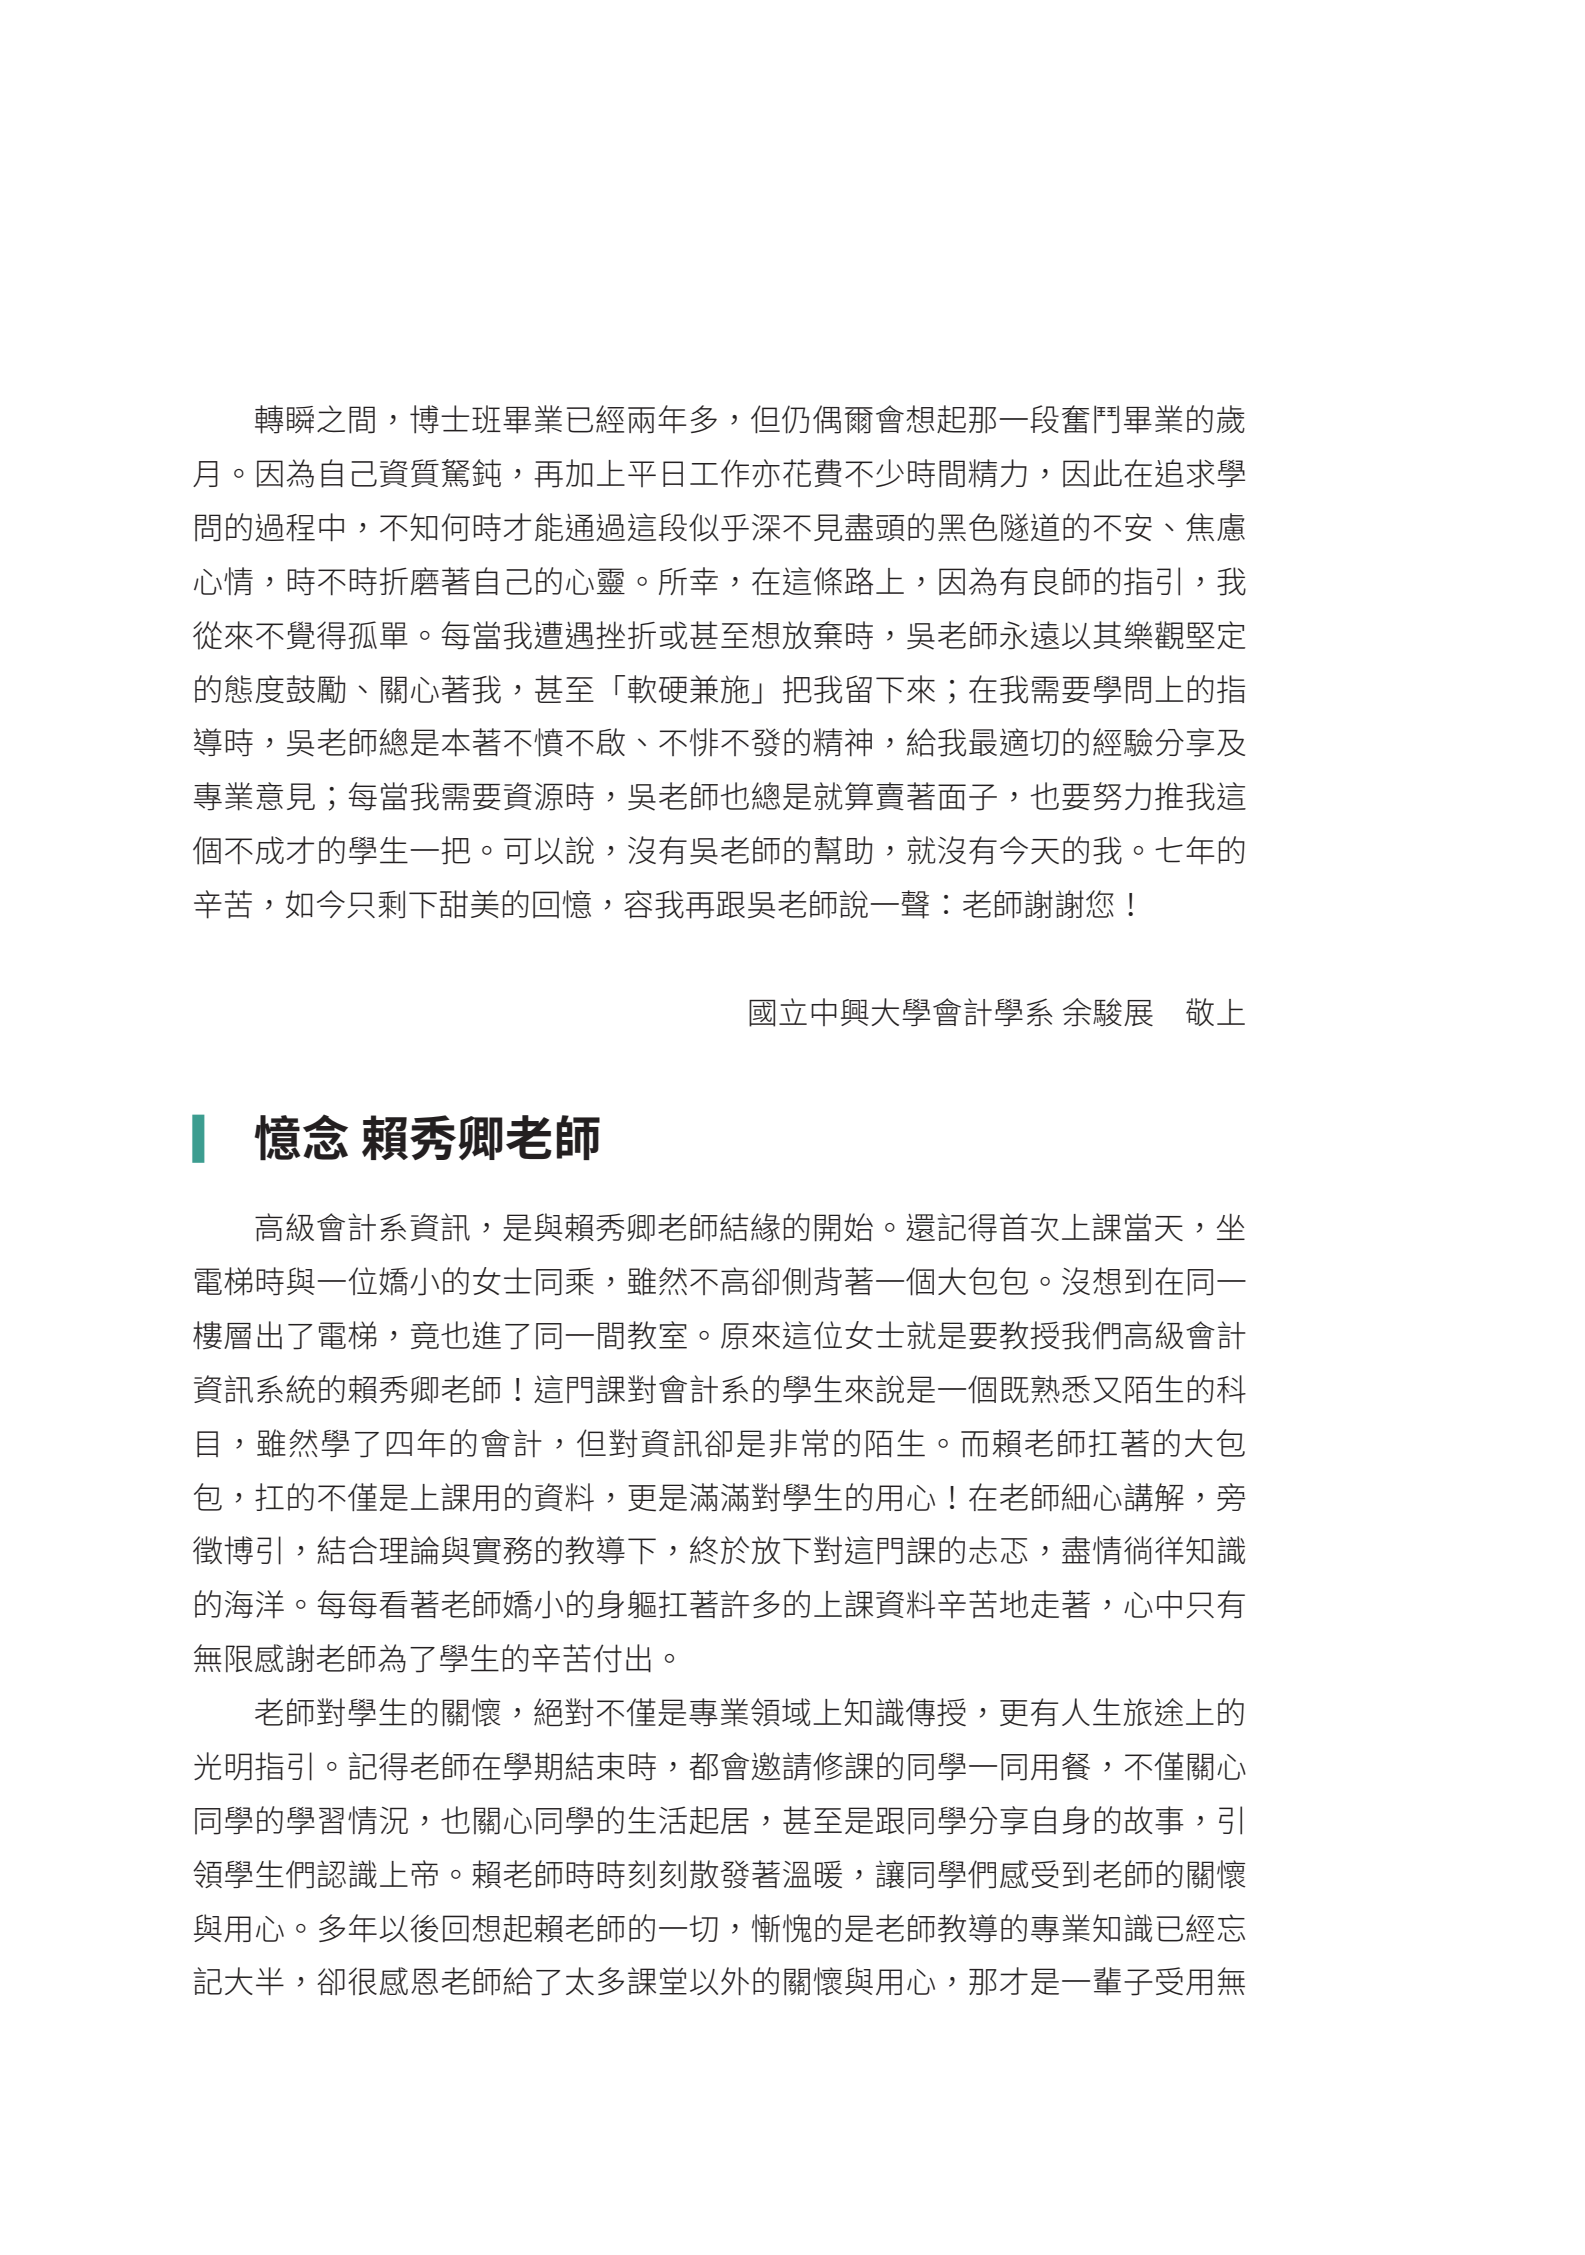 轉瞬之間，博士班畢業已經兩年多，但仍偶爾會想起那一段奮鬥畢業的歲
月。因為自己資質駑鈍，再加上平日工作亦花費不少時間精力，因此在追求學
問的過程中，不知何時才能通過這段似乎深不見盡頭的黑色隧道的不安、焦慮
心情，時不時折磨著自己的心靈。所幸，在這條路上，因為有良師的指引，我
從來不覺得孤單。每當我遭遇挫折或甚至想放棄時，吳老師永遠以其樂觀堅定
的態度鼓勵、關心著我，甚至「軟硬兼施」把我留下來；在我需要學問上的指
導時，吳老師總是本著不憤不啟、不悱不發的精神，給我最適切的經驗分享及
專業意見；每當我需要資源時，吳老師也總是就算賣著面子，也要努力推我這
個不成才的學生一把。可以說，沒有吳老師的幫助，就沒有今天的我。七年的
辛苦，如今只剩下甜美的回憶，容我再跟吳老師說一聲：老師謝謝您！
國立中興大學會計學系 余駿展　敬上
憶念 賴秀卿老師
高級會計系資訊，是與賴秀卿老師結緣的開始。還記得首次上課當天，坐
電梯時與一位嬌小的女士同乘，雖然不高卻側背著一個大包包。沒想到在同一
樓層出了電梯，竟也進了同一間教室。原來這位女士就是要教授我們高級會計
資訊系統的賴秀卿老師！這門課對會計系的學生來說是一個既熟悉又陌生的科
目，雖然學了四年的會計，但對資訊卻是非常的陌生。而賴老師扛著的大包
包，扛的不僅是上課用的資料，更是滿滿對學生的用心！在老師細心講解，旁
徵博引，結合理論與實務的教導下，終於放下對這門課的忐忑，盡情徜徉知識
的海洋。每每看著老師嬌小的身軀扛著許多的上課資料辛苦地走著，心中只有
無限感謝老師為了學生的辛苦付出。
老師對學生的關懷，絕對不僅是專業領域上知識傳授，更有人生旅途上的
光明指引。記得老師在學期結束時，都會邀請修課的同學一同用餐，不僅關心
同學的學習情況，也關心同學的生活起居，甚至是跟同學分享自身的故事，引
領學生們認識上帝。賴老師時時刻刻散發著溫暖，讓同學們感受到老師的關懷
與用心。多年以後回想起賴老師的一切，慚愧的是老師教導的專業知識已經忘
記大半，卻很感恩老師給了太多課堂以外的關懷與用心，那才是一輩子受用無